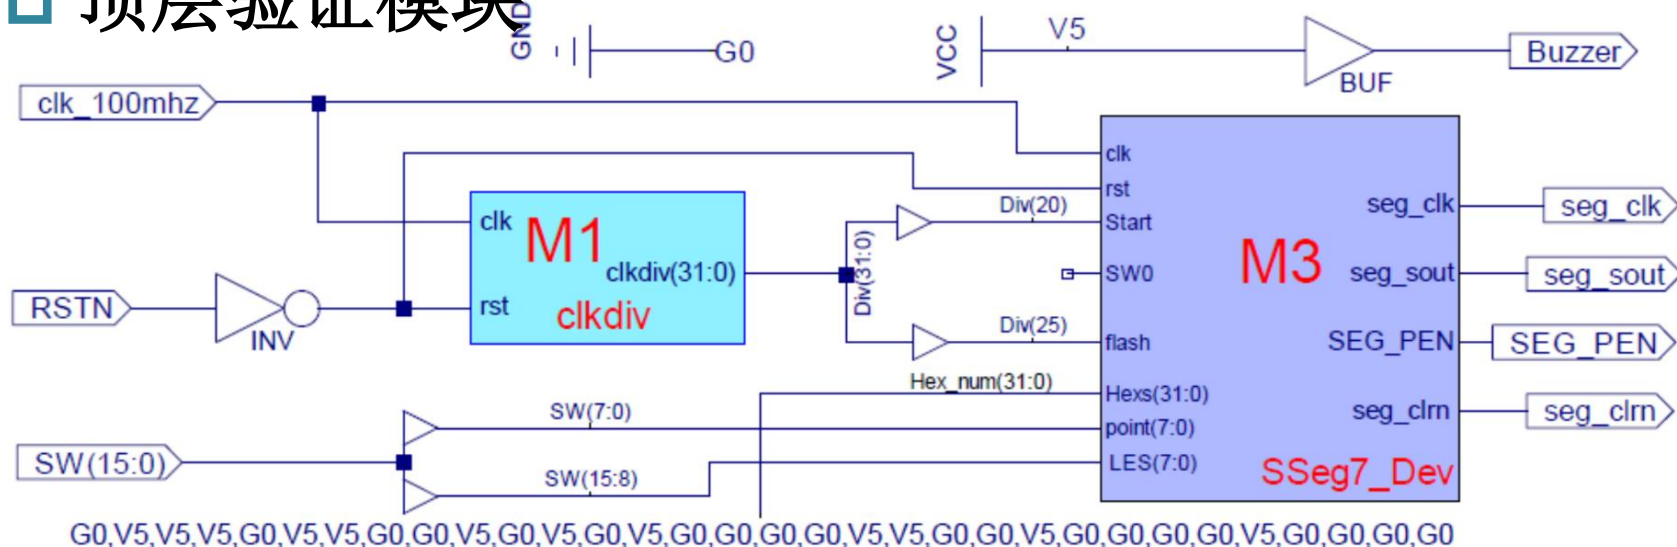 顶层验证模块
GND
G0
VCC
V5
BUF
Buzzer
clk_100mhz
clk
rst
Start
SW0
flash
Hexs(31:0)
point(7:0)
LES(7:0)
M3
SSeg7_Dev
seg_clk
seg_sout
SEG_PEN
seg_clrn
seg_clk
seg_sout
SEG_PEN
seg_clrn
clk
M1
clkdiv(31:0)
rst
clkdiv
Div(31:0)
Div(20)
Div(25)
Hex_num(31:0)
RSTN
INV
SW(15:0)
SW(7:0)
SW(15:8)
G0,V5,V5,V5,G0,V5,V5,G0,G0,V5,G0,V5,G0,V5,G0,G0,G0,G0,V5,V5,G0,G0,V5,G0,G0,G0,G0,V5,G0,G0,G0,G0